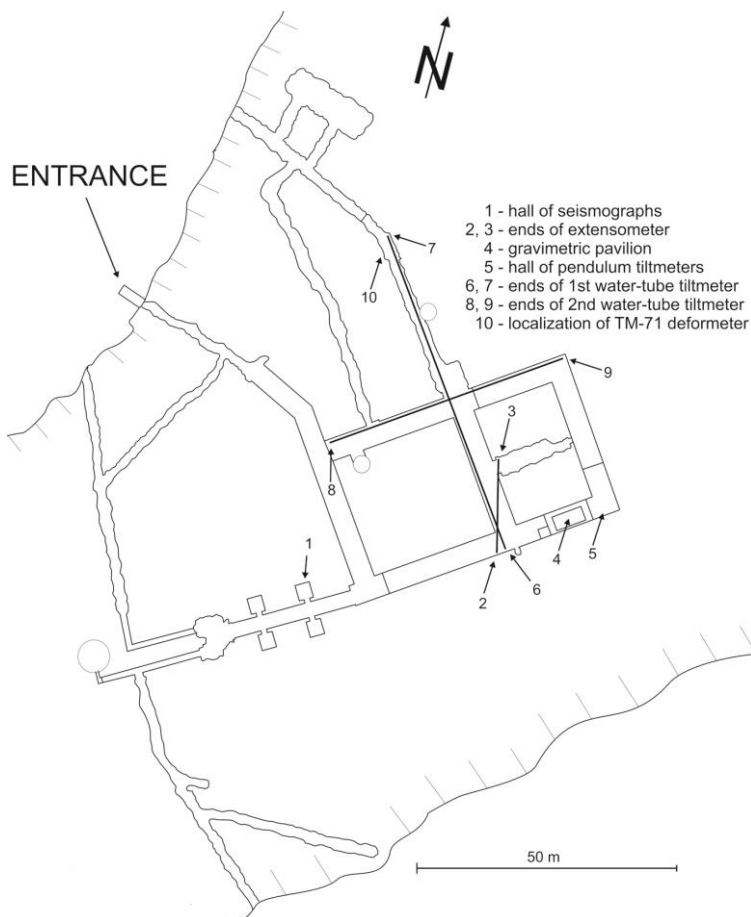 N
ENTRANCE
1 - hall of seismographs
2, 3 - ends of extensometer
4 - gravimetric pavilion
5 - hall of pendulum tiltmeters
6, 7 - ends of 1st water-tube tiltmeter
8, 9 - ends of 2nd water-tube tiltmeter
10 - localization of TM-71 deformeter
7
10
9
3
8
1
4
5
2
6
50 m